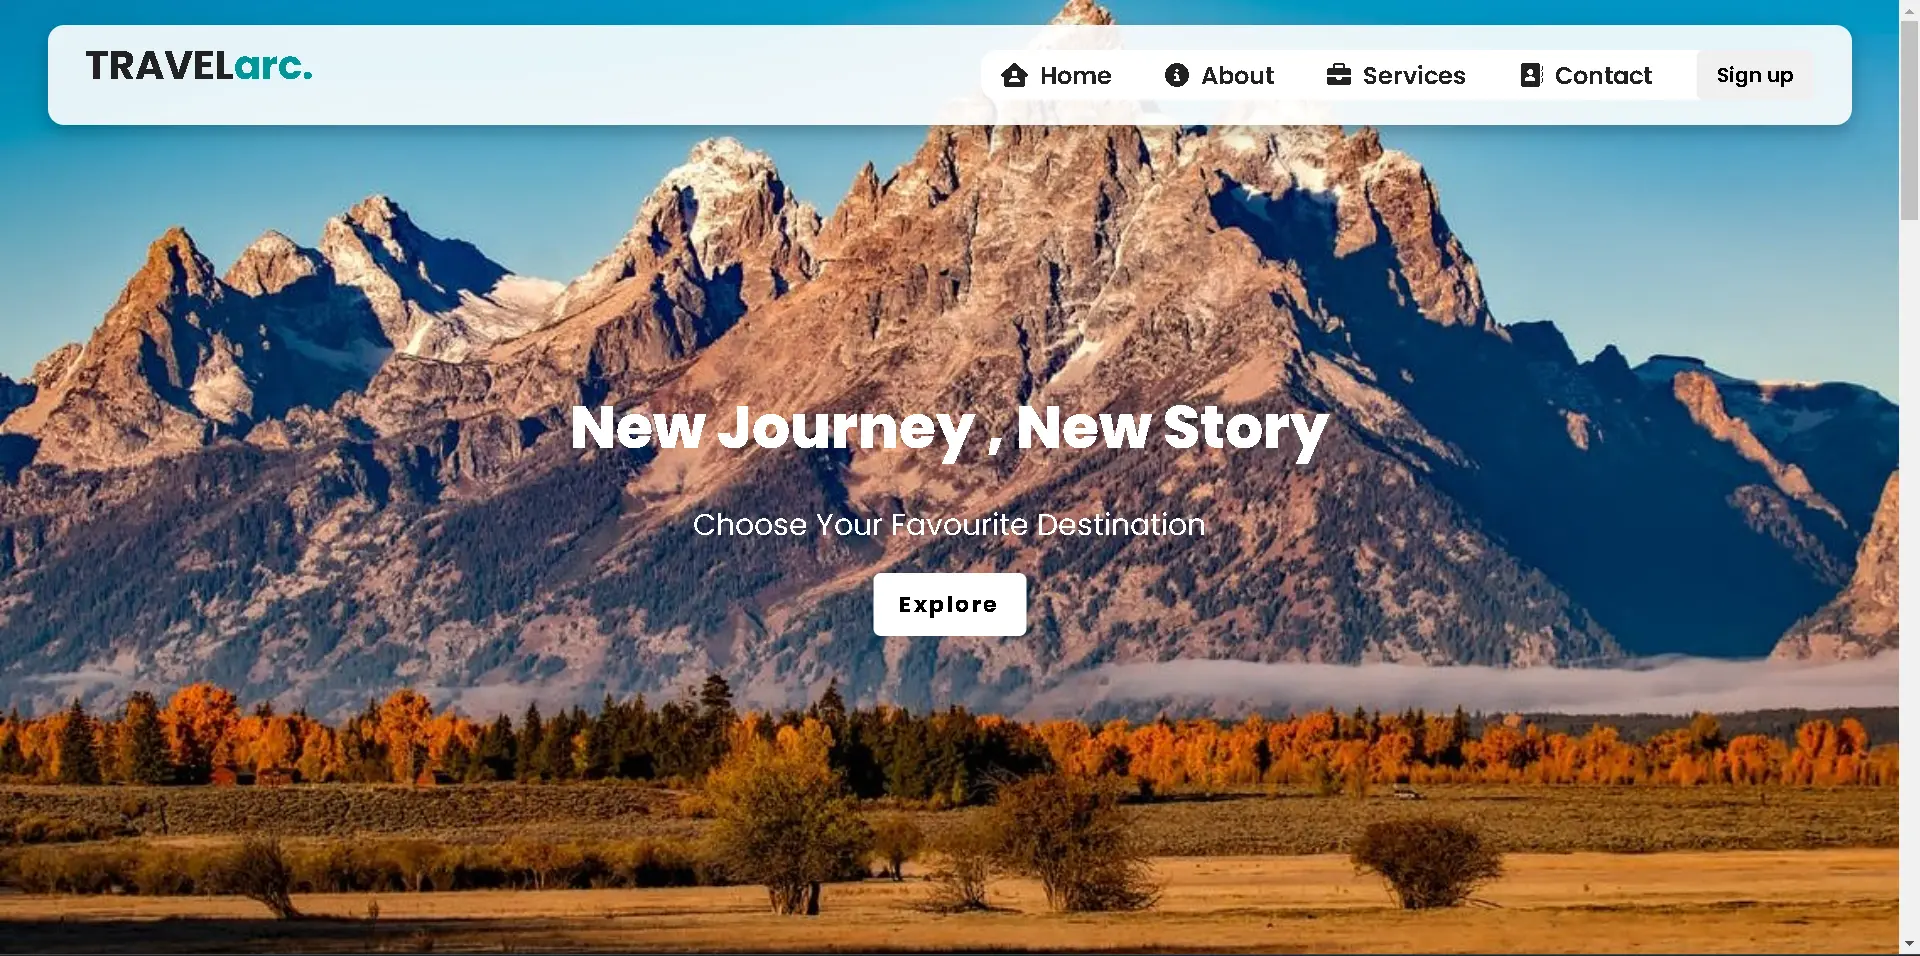 TRAVELarc.
Home About Services Contact Sign up
New Journey , New Story
Choose Your Favourite Destination
Explore